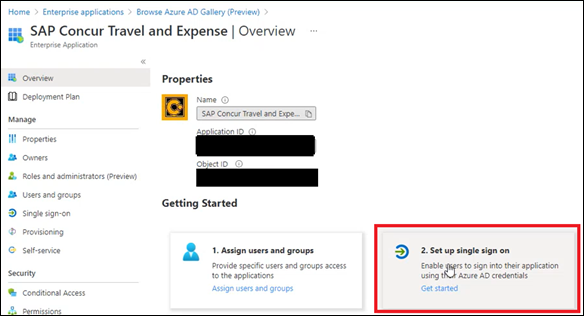 Home > Enterprise applications > Browse Azure AD Gallery (Preview) >
SAP Concur Travel and Expense | Overview ...
Enterprise Application
«
Overview
Deployment Plan
Manage
Properties
Owners
Roles and administrators (Preview)
Users and groups
Single sign-on
Provisioning
Self-service
Security
Conditional Access
Permissions
Properties
Name
SAP Concur Travel and Expe...
Application ID
Object ID
Getting Started
1. Assign users and groups
Provide specific users and groups access
to the applications
Assign users and groups
2. Set up single sign on
Enable users to sign into their application
using their Azure AD credentials
Get started